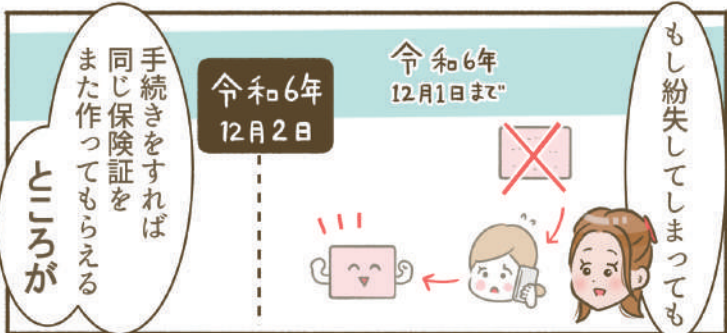 もし紛失してしまっても
令和6年
12月1日まで
令和6年
12月2日
手続きをすれば
同じ保険証を
また作ってもらえる
ところが